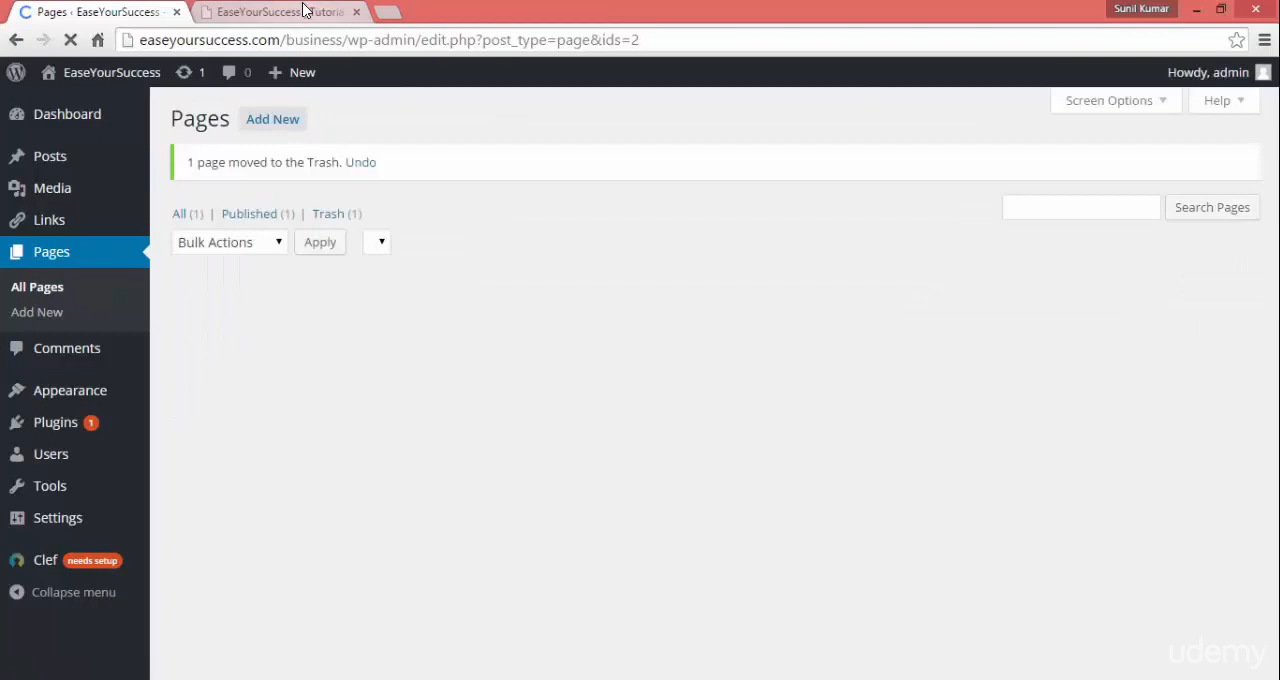 Pages ‹ EaseYourSuccess
EaseYourSuccess Tutoria
Sunil Kumar
easeyoursuccess.com/business/wp-admin/edit.php?post_type=page&ids=2
EaseYourSuccess 1 0 + New
Howdy, admin
Screen Options Help
Dashboard
Posts
Media
Links
Pages
All Pages
Add New
Comments
Appearance
Plugins 1
Users
Tools
Settings
Clef needs setup
Collapse menu
Pages Add New
1 page moved to the Trash. Undo
All (1) | Published (1) | Trash (1)
Search Pages
Bulk Actions Apply
udemy